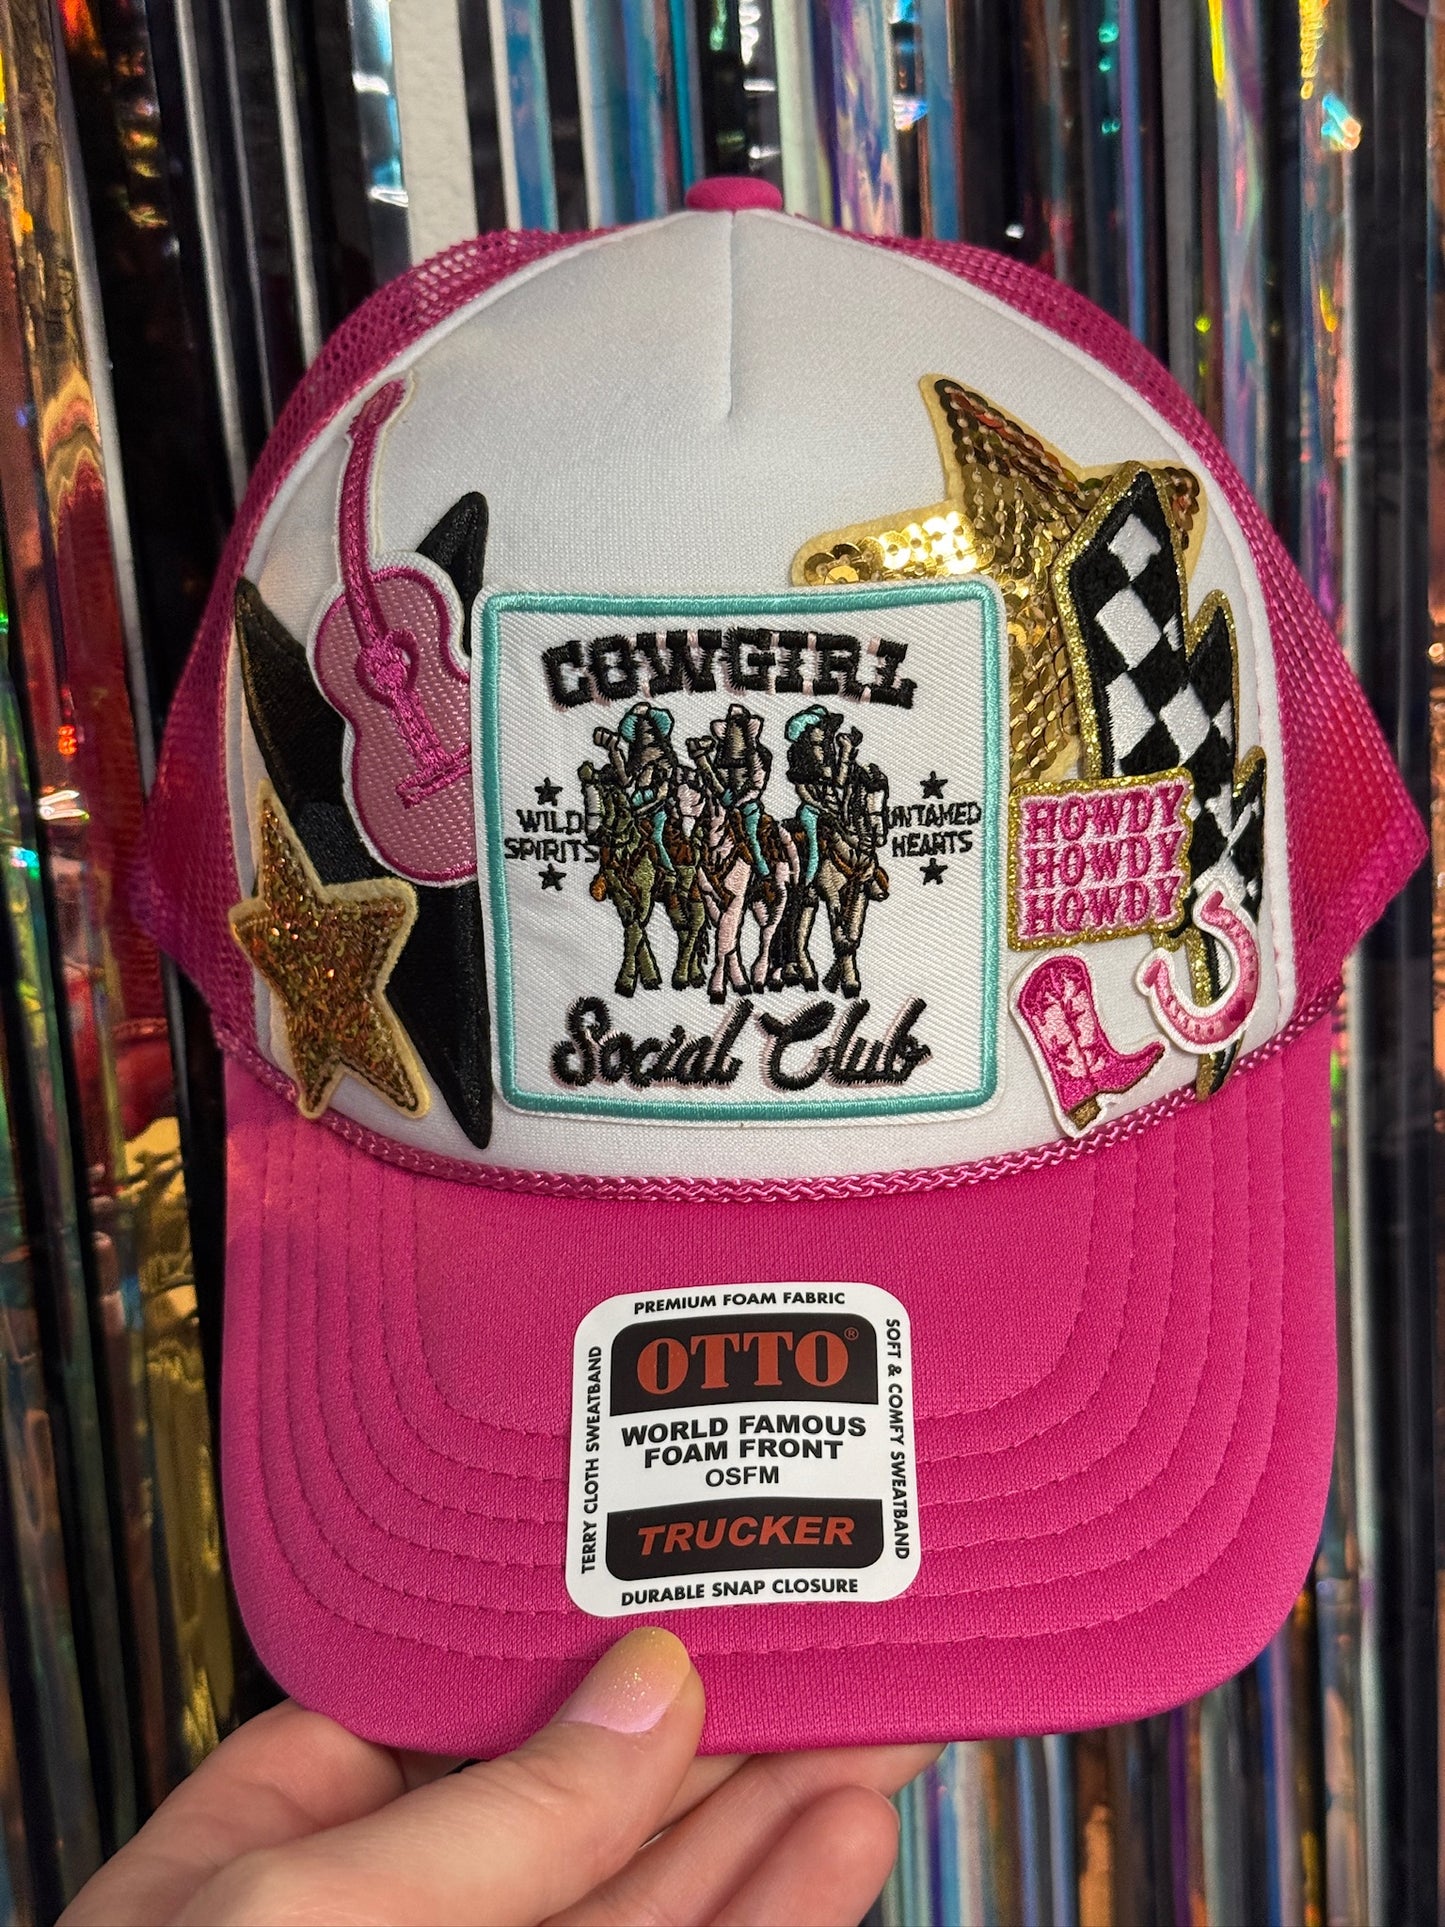 COWGIRL
WILD
SPIRITS
UNTAMED
HEARTS
Social Club
HOWDY
HOWDY
HOWDY
PREMIUM FOAM FABRIC
OTTO®
WORLD FAMOUS
FOAM FRONT
OSFM
TRUCKER
DURABLE SNAP CLOSURE
TERRY CLOTH SWEATBAND
SOFT & COMFY SWEATBAND